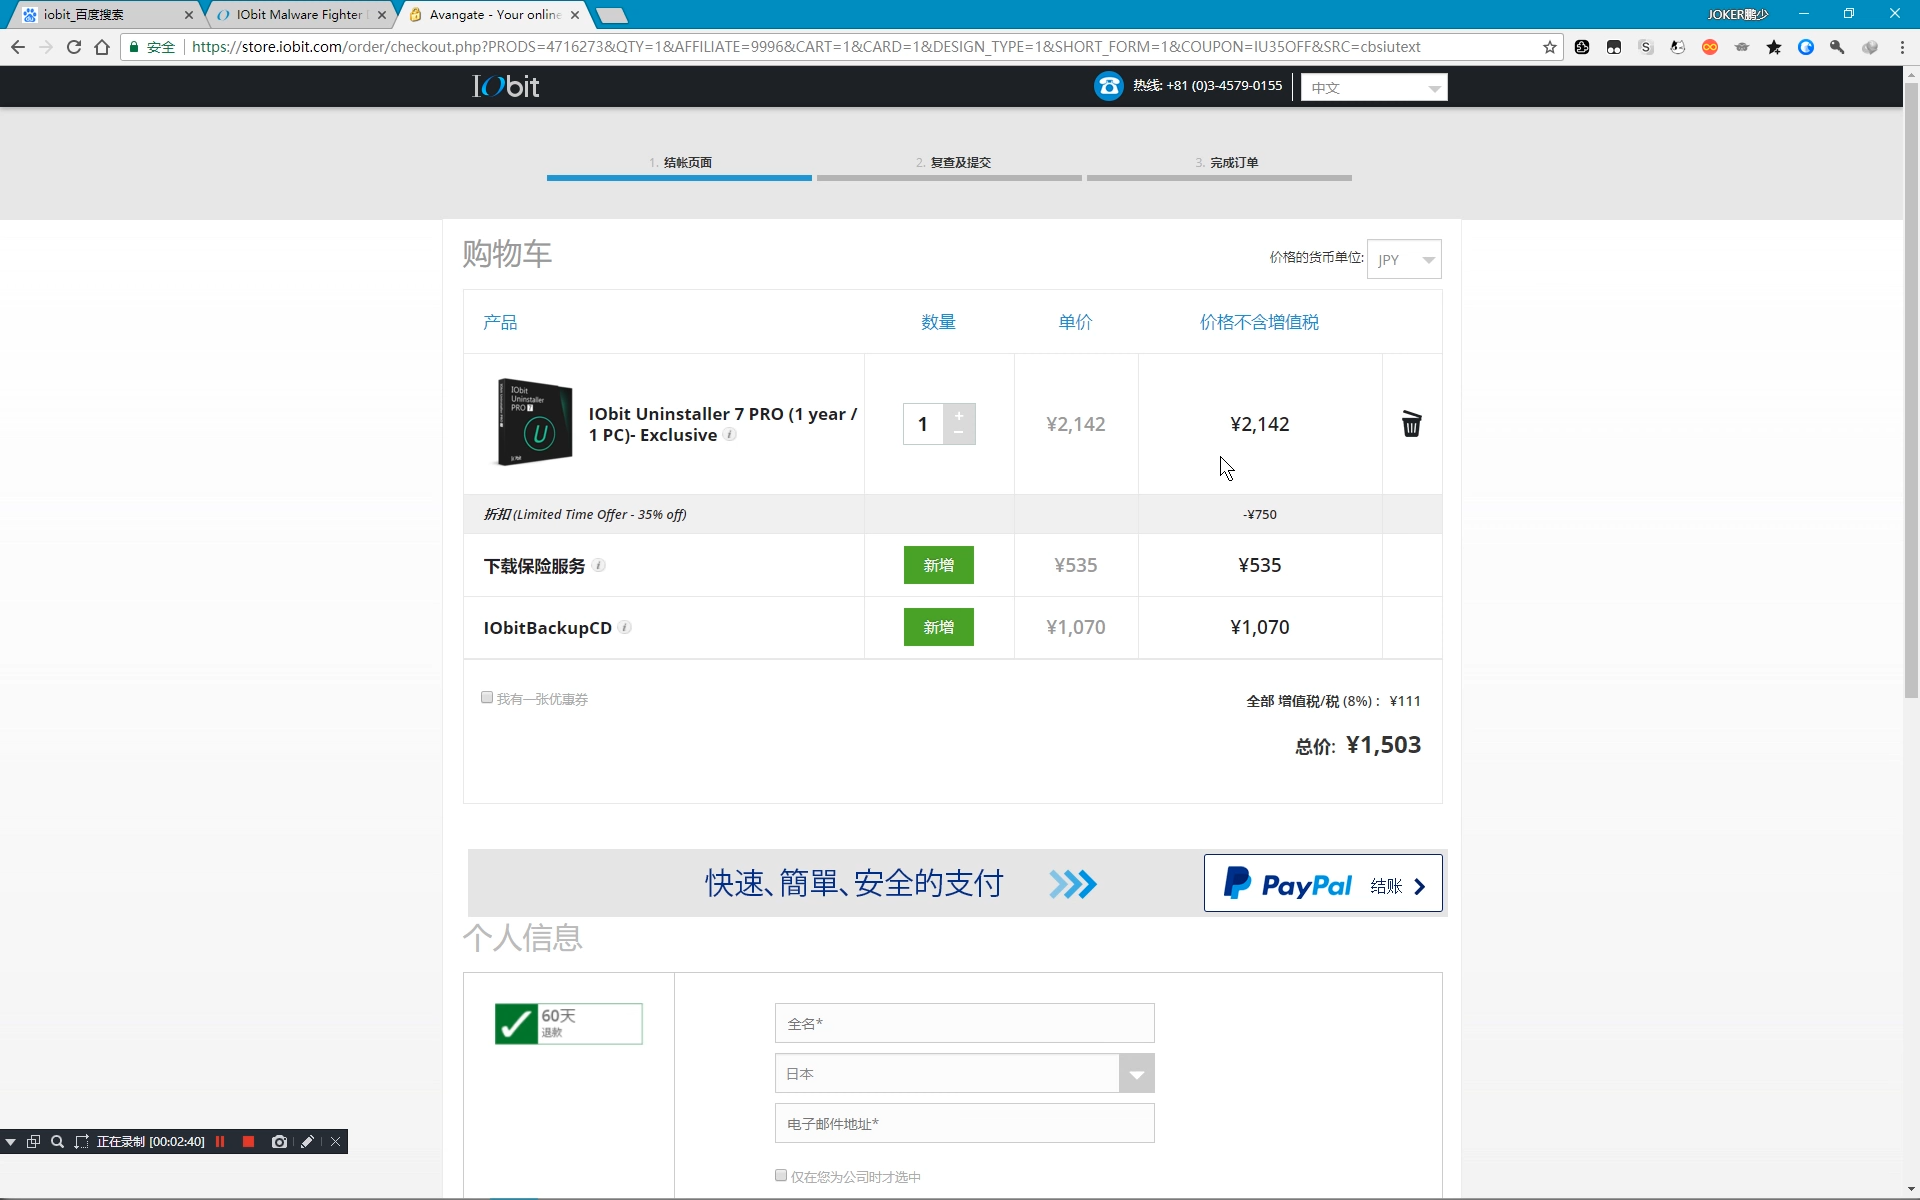 iobit_百度搜索
IObit Malware Fighter
Avangate - Your online
JOKER鹏少
安全
https://store.iobit.com/order/checkout.php?PRODS=4716273&QTY=1&AFFILIATE=9996&CART=1&CARD=1&DESIGN_TYPE=1&SHORT_FORM=1&COUPON=IU35OFF&SRC=cbsiutext
IObit
热线: +81 (0)3-4579-0155
中文
1. 结帐页面
2. 复查及提交
3. 完成订单
购物车
价格的货币单位:
JPY
产品
数量
单价
价格不含增值税
IObit
Uninstaller
PRO 7
IObit Uninstaller 7 PRO (1 year /
1 PC)- Exclusive
1
¥2,142
¥2,142
折扣 (Limited Time Offer - 35% off)
-¥750
下载保险服务
新增
¥535
¥535
IObitBackupCD
新增
¥1,070
¥1,070
我有一张优惠券
全部 增值税/税 (8%) : ¥111
总价: ¥1,503
快速、簡單、安全的支付
PayPal 结账
个人信息
60天
退款
全名*
日本
电子邮件地址*
仅在您为公司时才选中
正在录制 [00:02:40]